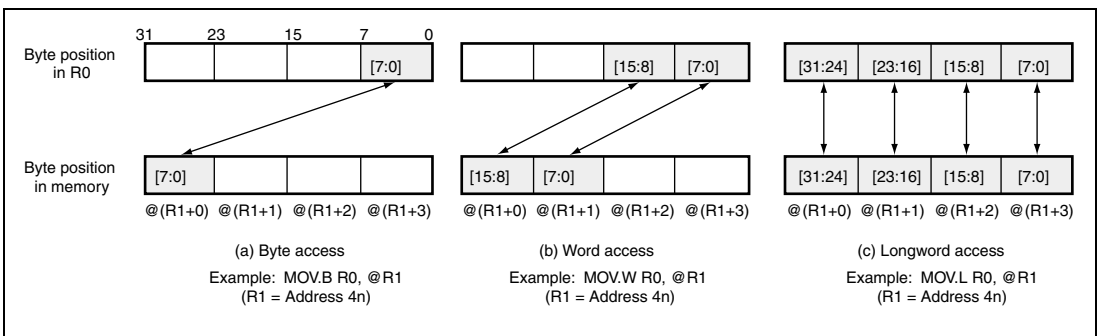 31 23 15 7 0
Byte position
in R0
[7:0]
[15:8] [7:0]
[31:24] [23:16] [15:8] [7:0]
Byte position
in memory
[7:0]
[15:8] [7:0]
[31:24] [23:16] [15:8] [7:0]
@(R1+0) @(R1+1) @(R1+2) @(R1+3)
@(R1+0) @(R1+1) @(R1+2) @(R1+3)
@(R1+0) @(R1+1) @(R1+2) @(R1+3)
(a) Byte access
Example: MOV.B R0, @R1
(R1 = Address 4n)
(b) Word access
Example: MOV.W R0, @R1
(R1 = Address 4n)
(c) Longword access
Example: MOV.L R0, @R1
(R1 = Address 4n)